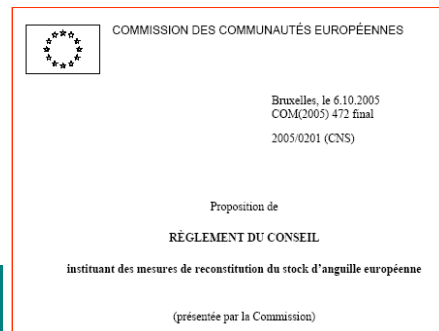 COMMISSION DES COMMUNAUTÉS EUROPÉENNES
Bruxelles, le 6.10.2005
COM(2005) 472 final
2005/0201 (CNS)
Proposition de
RÈGLEMENT DU CONSEIL
instituant des mesures de reconstitution du stock d'anguille européenne
(présentée par la Commission)